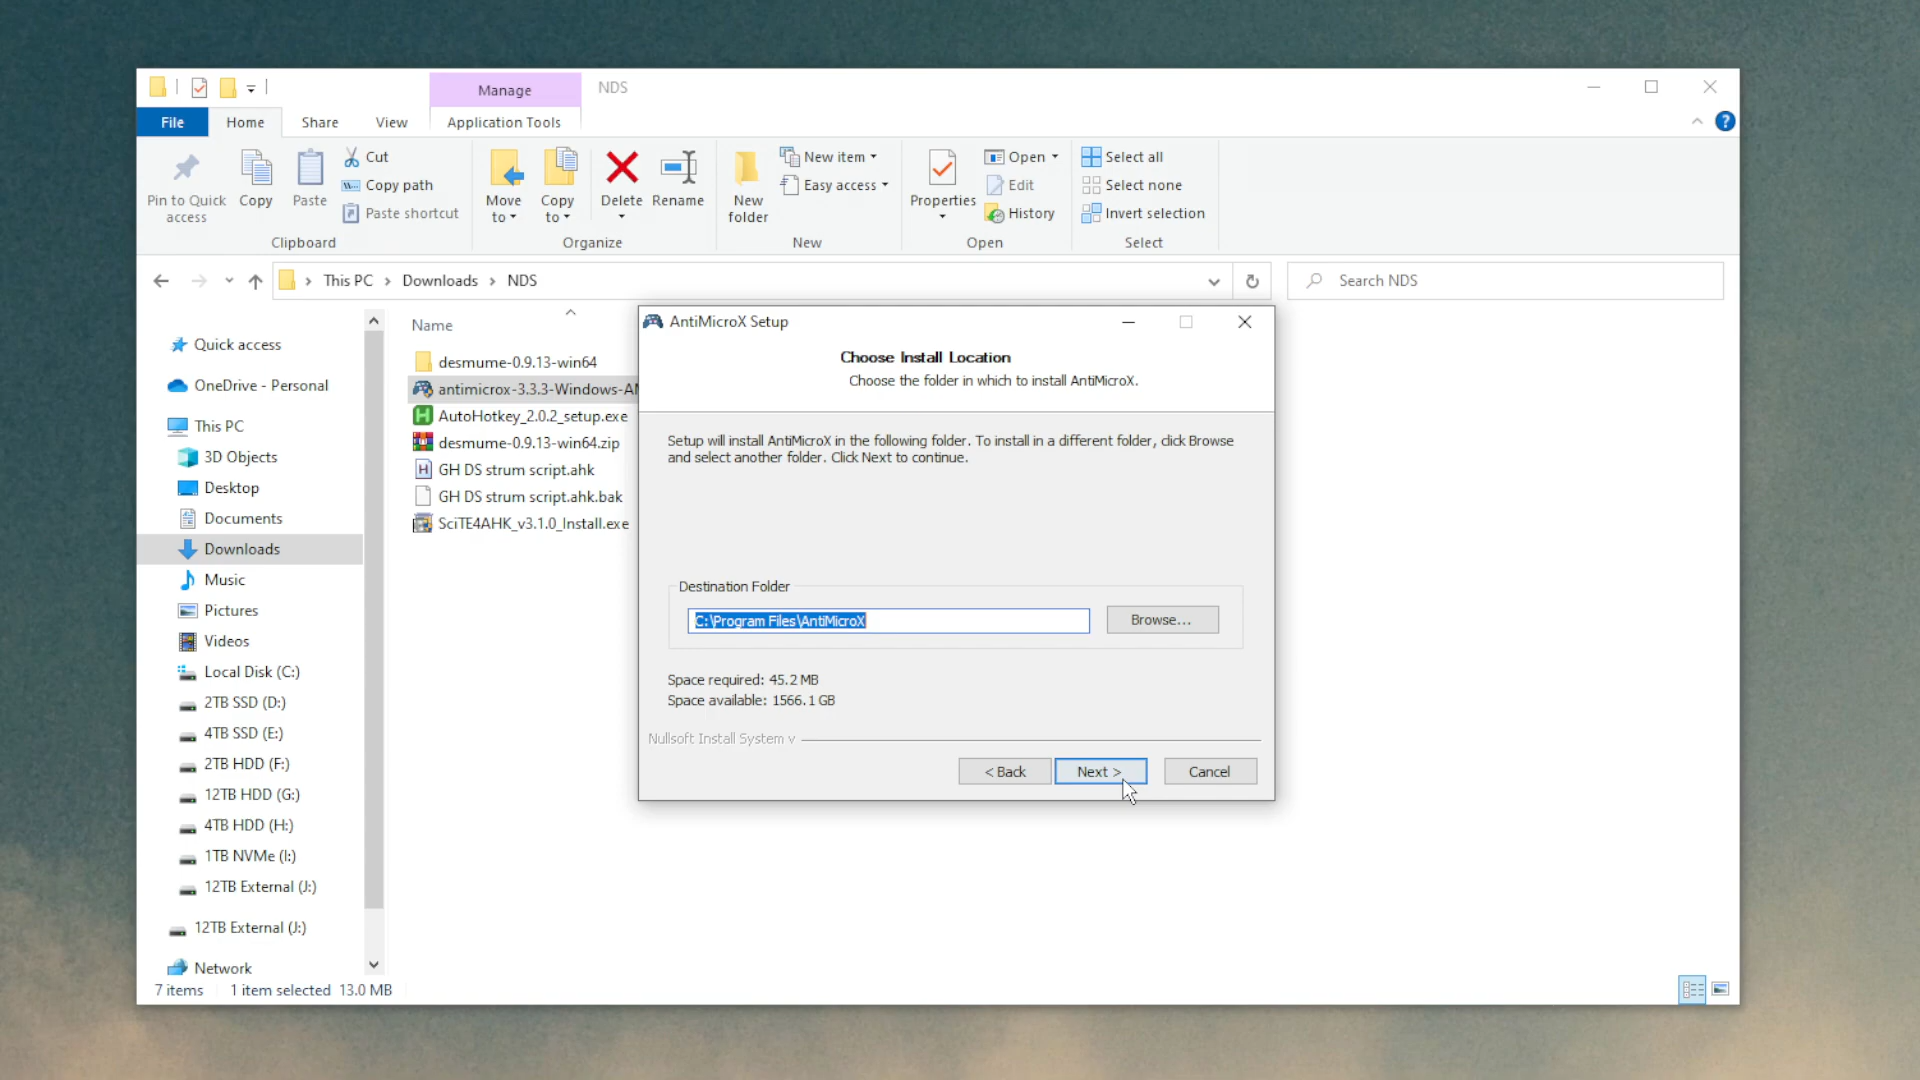 Manage
NDS
File
Home
Share
View
Application Tools
Pin to Quick
access
Copy
Paste
Cut
Copy path
Paste shortcut
Clipboard
Move
to
Copy
to
Delete
Rename
Organize
New
folder
New item
Easy access
New
Properties
Open
Edit
History
Open
Select all
Select none
Invert selection
Select
This PC
Downloads
NDS
Search NDS
Quick access
OneDrive - Personal
This PC
3D Objects
Desktop
Documents
Downloads
Music
Pictures
Videos
Local Disk (C:)
2TB SSD (D:)
4TB SSD (E:)
2TB HDD (F:)
12TB HDD (G:)
4TB HDD (H:)
1TB NVMe (I:)
12TB External (J:)
12TB External (J:)
Network
Name
desmume-0.9.13-win64
antimicrox-3.3.3-Windows-AM
AutoHotkey_2.0.2_setup.exe
desmume-0.9.13-win64.zip
GH DS strum script.ahk
GH DS strum script.ahk.bak
SciTE4AHK_v3.1.0_Install.exe
AntiMicroX Setup
Choose Install Location
Choose the folder in which to install AntiMicroX.
Setup will install AntiMicroX in the following folder. To install in a different folder, click Browse
and select another folder. Click Next to continue.
Destination Folder
C:\Program Files\AntiMicroX
Browse...
Space required: 45.2 MB
Space available: 1566.1 GB
Nullsoft Install System v
< Back
Next >
Cancel
7 items
1 item selected 13.0 MB